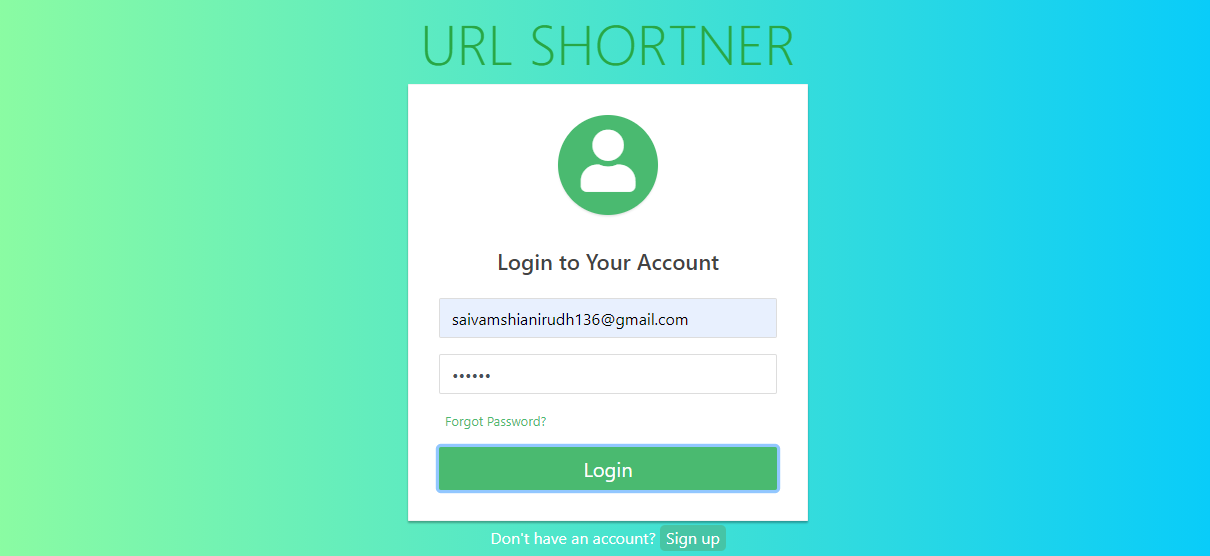 URL SHORTNER
Login to Your Account
saivamshianirudh136@gmail.com
••••••
Forgot Password?
Login
Don't have an account? Sign up